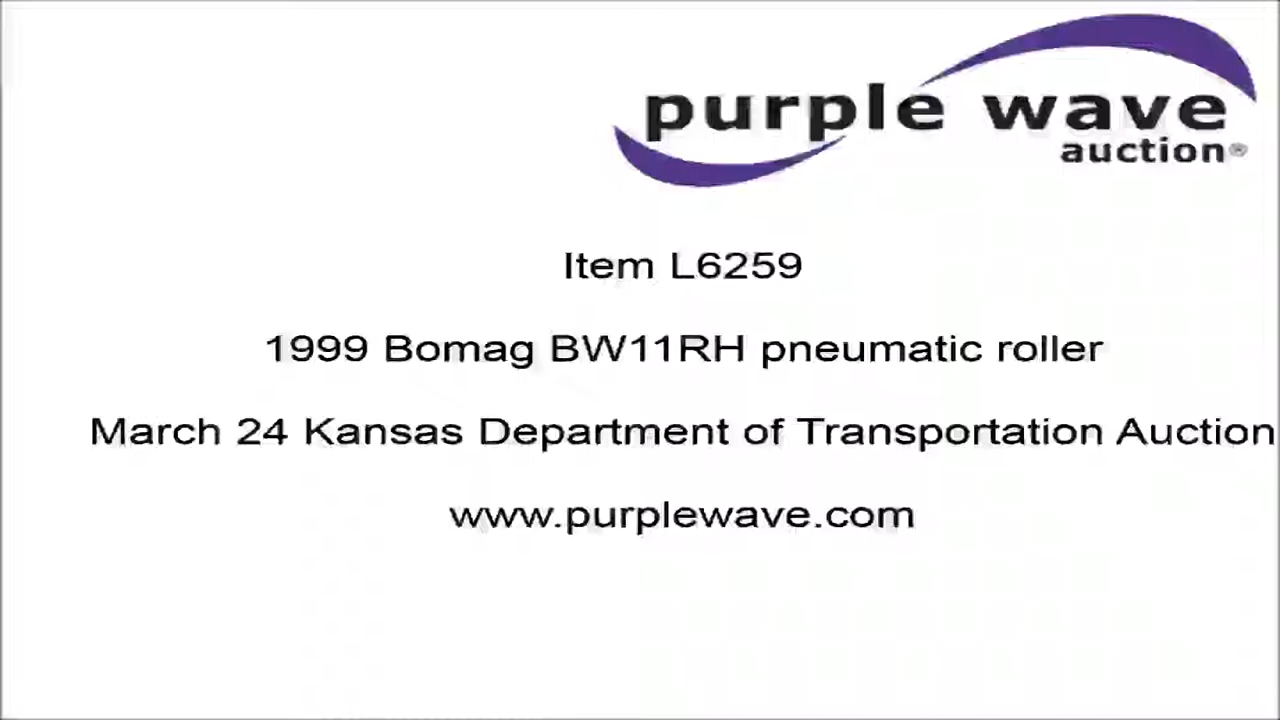 purple wave
auction®
Item L6259
1999 Bomag BW11RH pneumatic roller
March 24 Kansas Department of Transportation Auction
www.purplewave.com